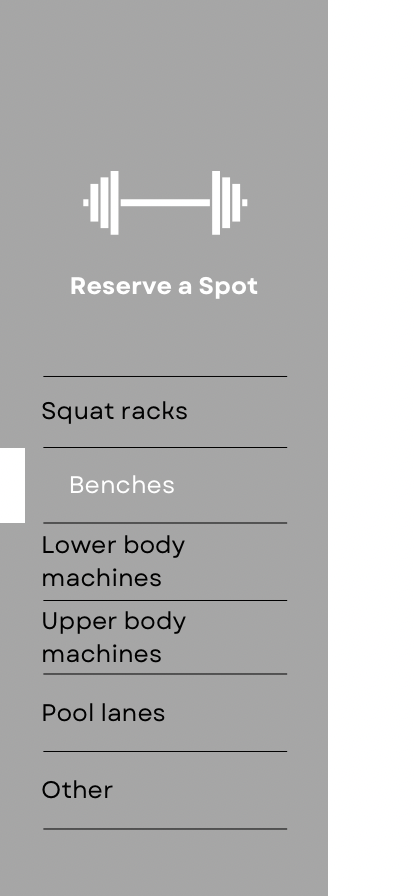 Reserve a Spot
Squat racks
Benches
Lower body
machines
Upper body
machines
Pool lanes
Other